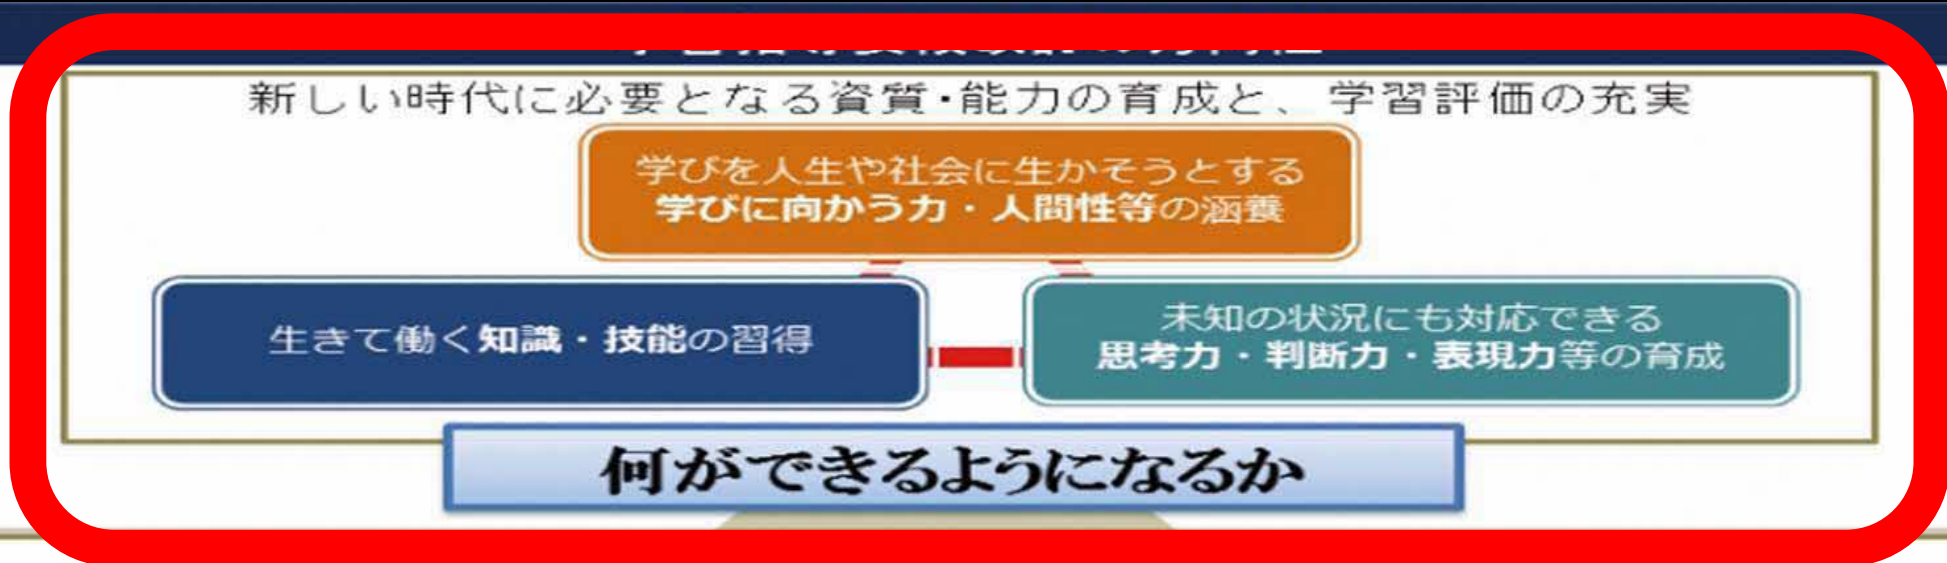 新しい時代に必要となる資質・能力の育成と、学習評価の充実
学びを人生や社会に生かそうとする
学びに向かう力・人間性等の涵養
生きて働く知識・技能の習得
未知の状況にも対応できる
思考力・判断力・表現力等の育成
何ができるようになるか